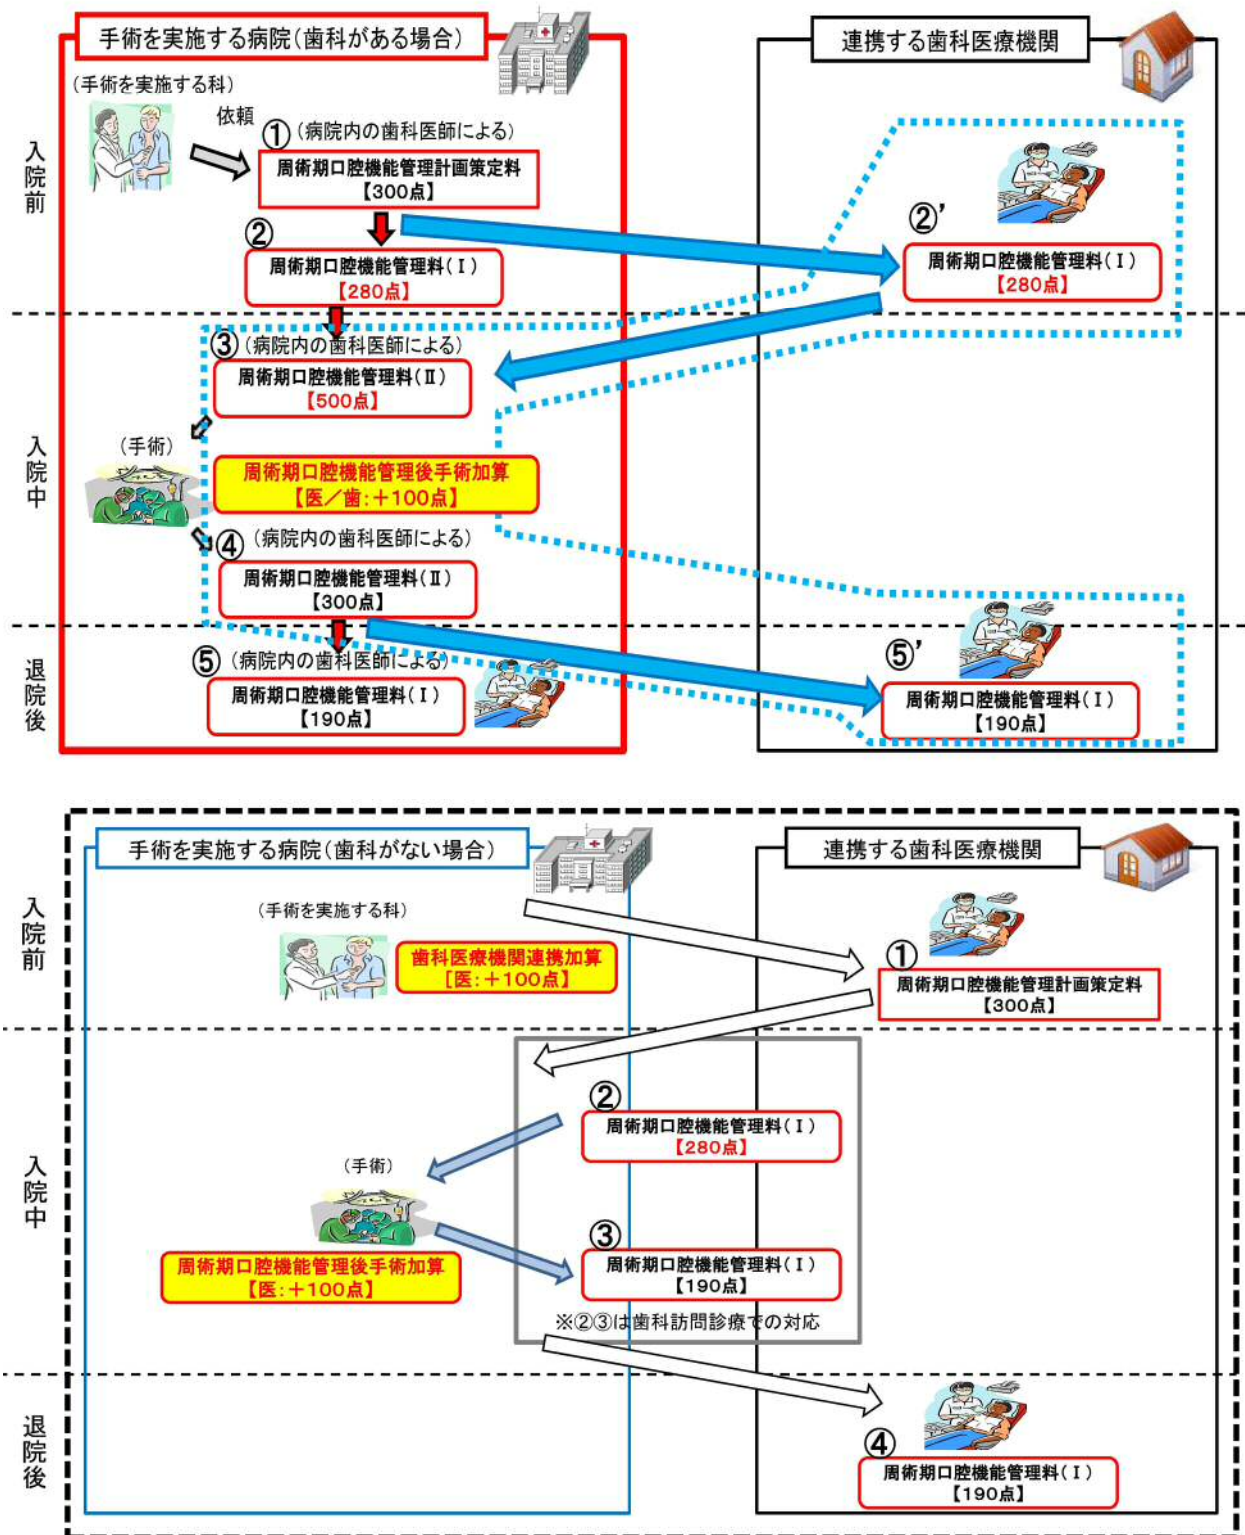 手術を実施する病院(歯科がある場合)
連携する歯科医療機関
(手術を実施する科)
依頼
入院前
①(病院内の歯科医師による)
周術期口腔機能管理計画策定料
【300点】
②
周術期口腔機能管理料(Ⅰ)
【280点】
②’
周術期口腔機能管理料(Ⅰ)
【280点】
入院中
③(病院内の歯科医師による)
周術期口腔機能管理料(Ⅱ)
【500点】
(手術)
周術期口腔機能管理後手術加算
【医/歯:+100点】
④(病院内の歯科医師による)
周術期口腔機能管理料(Ⅱ)
【300点】
退院後
⑤(病院内の歯科医師による)
周術期口腔機能管理料(Ⅰ)
【190点】
⑤’
周術期口腔機能管理料(Ⅰ)
【190点】
手術を実施する病院(歯科がない場合)
連携する歯科医療機関
入院前
(手術を実施する科)
歯科医療機関連携加算
[医:+100点]
①
周術期口腔機能管理計画策定料
【300点】
入院中
②
周術期口腔機能管理料(Ⅰ)
【280点】
(手術)
周術期口腔機能管理後手術加算
【医:+100点】
③
周術期口腔機能管理料(Ⅰ)
【190点】
※②③は歯科訪問診療での対応
退院後
④
周術期口腔機能管理料(Ⅰ)
【190点】